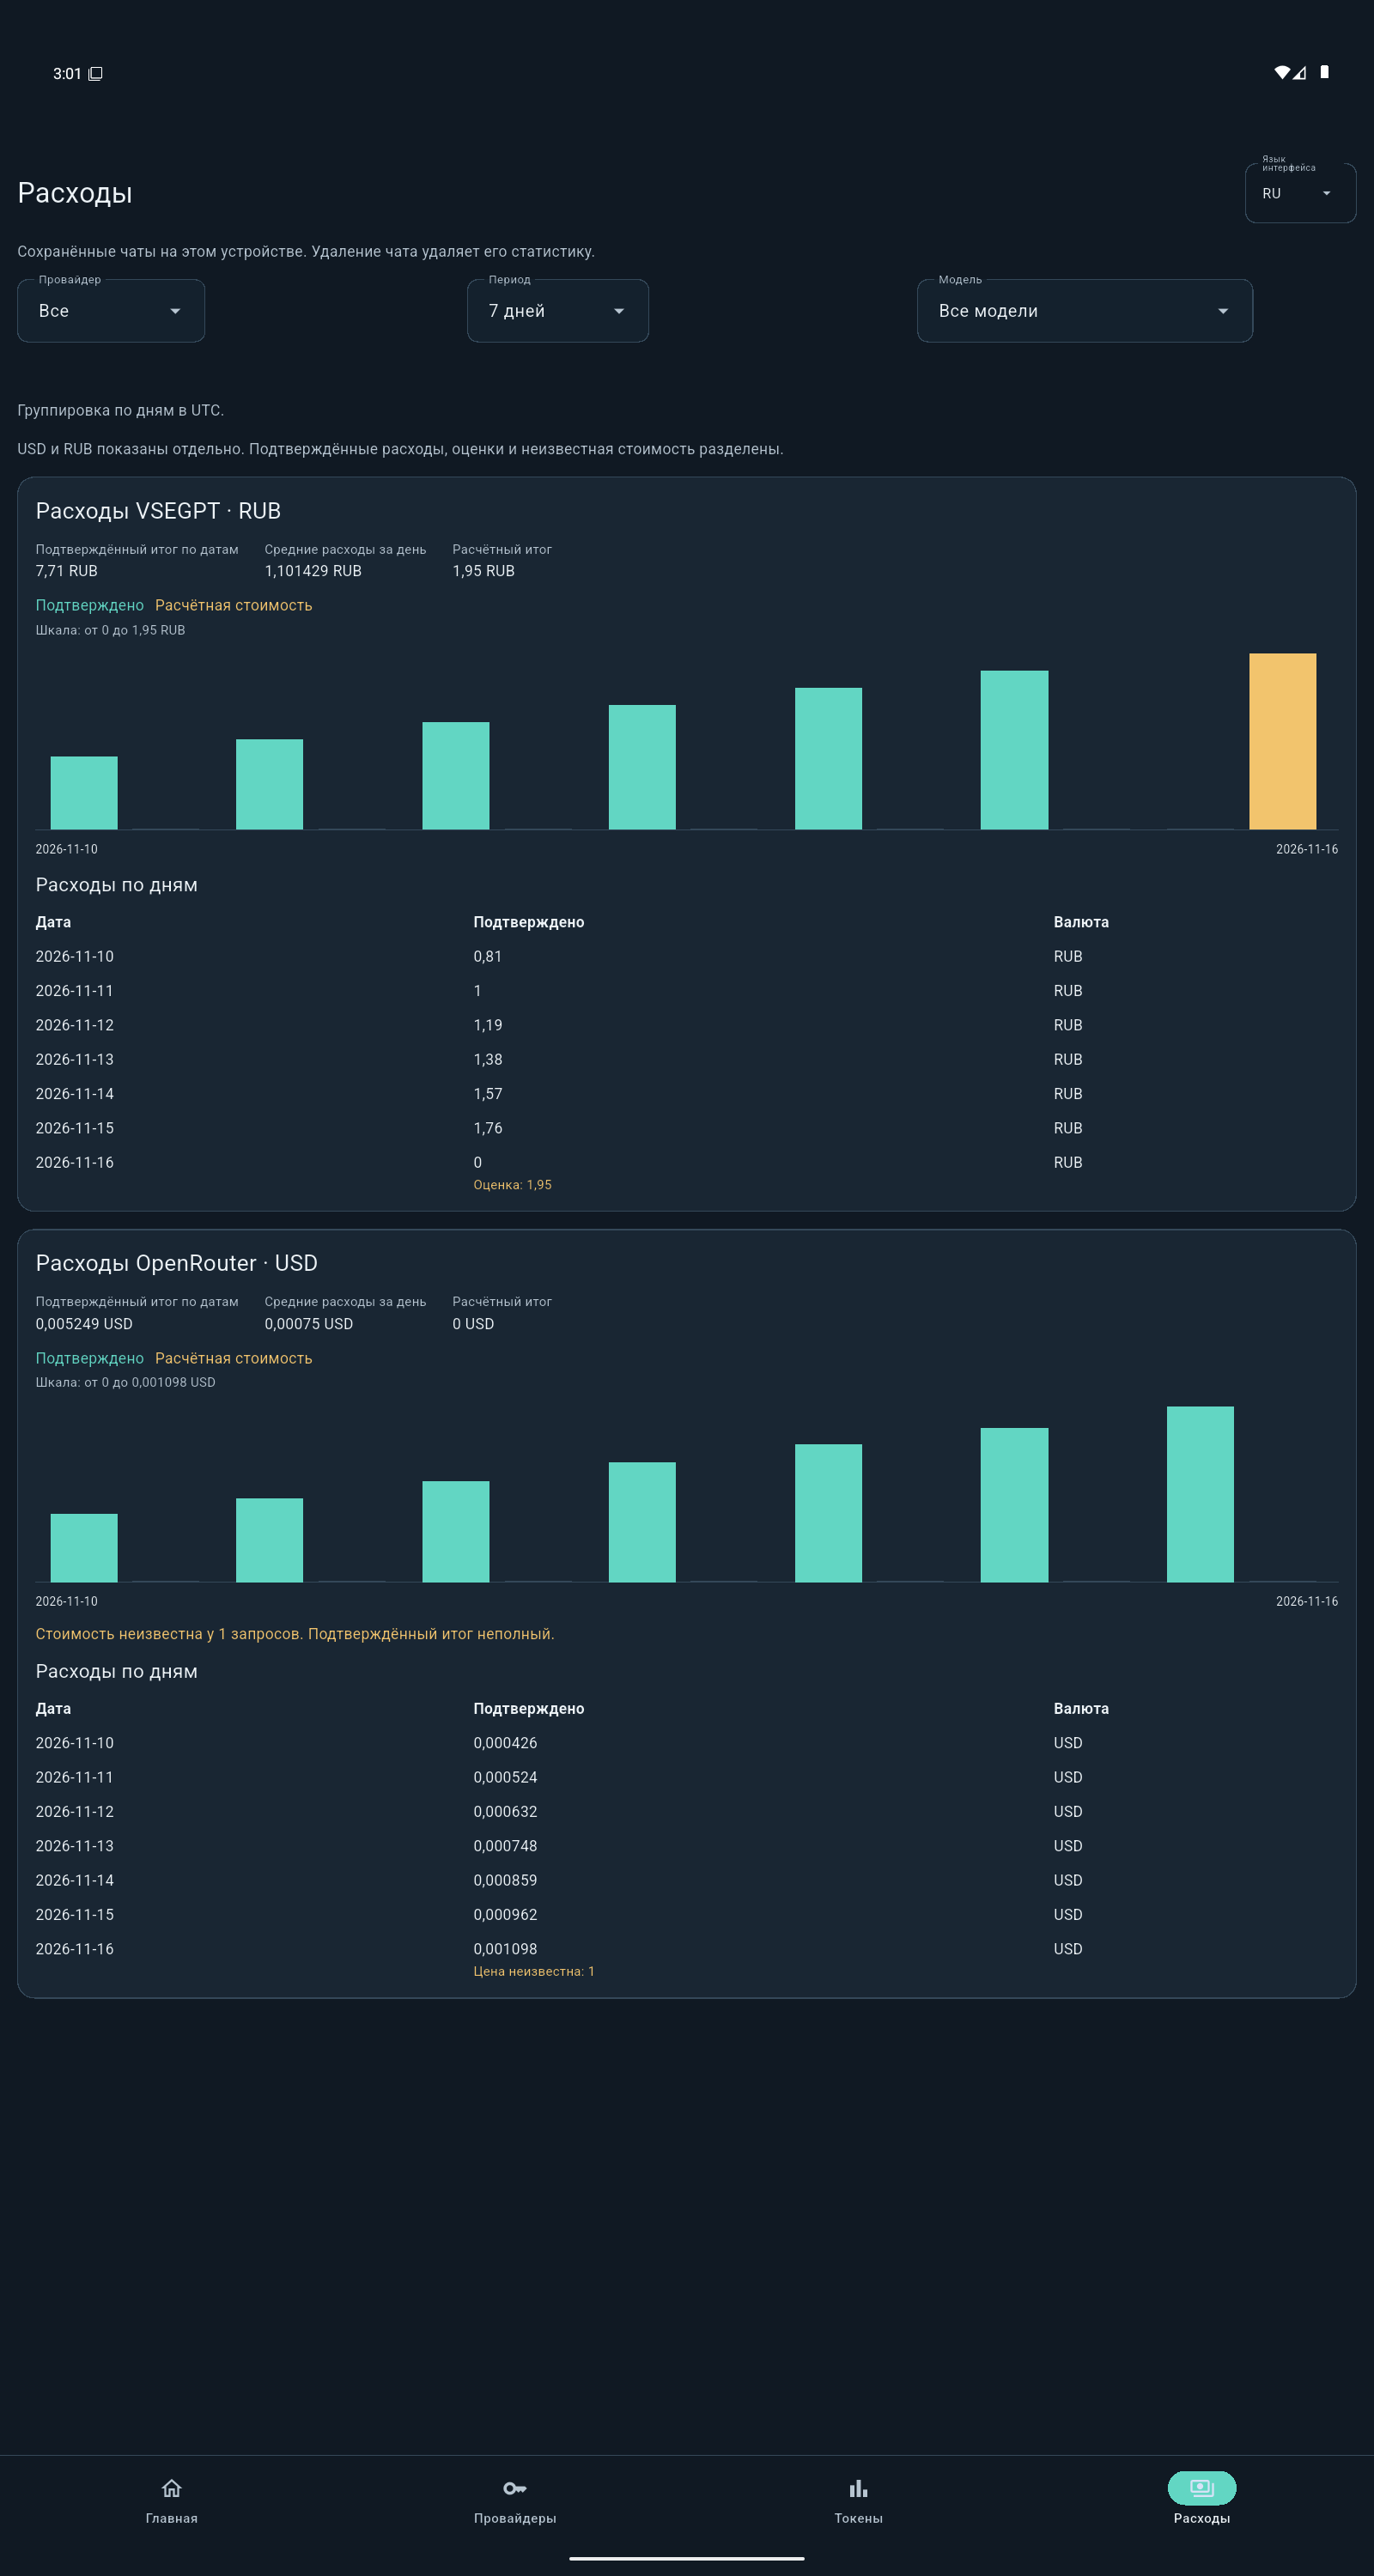 3:01
Язык
интерфейса
Расходы
RU
Сохранённые чаты на этом устройстве. Удаление чата удаляет его статистику.
Провайдер Период Модель
Все 7 дней Все модели
Группировка по дням в UTC.
USD и RUB показаны отдельно. Подтверждённые расходы, оценки и неизвестная стоимость разделены.
Расходы VSEGPT · RUB
Подтверждённый итог по датам Средние расходы за день Расчётный итог
7,71 RUB 1,101429 RUB 1,95 RUB
Подтверждено Расчётная стоимость
Шкала: от 0 до 1,95 RUB
2026-11-10 2026-11-16
Расходы по дням
Дата Подтверждено Валюта
2026-11-10 0,81 RUB
2026-11-11 1 RUB
2026-11-12 1,19 RUB
2026-11-13 1,38 RUB
2026-11-14 1,57 RUB
2026-11-15 1,76 RUB
2026-11-16 0 RUB
Оценка: 1,95
Расходы OpenRouter · USD
Подтверждённый итог по датам Средние расходы за день Расчётный итог
0,005249 USD 0,00075 USD 0 USD
Подтверждено Расчётная стоимость
Шкала: от 0 до 0,001098 USD
2026-11-10 2026-11-16
Стоимость неизвестна у 1 запросов. Подтверждённый итог неполный.
Расходы по дням
Дата Подтверждено Валюта
2026-11-10 0,000426 USD
2026-11-11 0,000524 USD
2026-11-12 0,000632 USD
2026-11-13 0,000748 USD
2026-11-14 0,000859 USD
2026-11-15 0,000962 USD
2026-11-16 0,001098 USD
Цена неизвестна: 1
Главная Провайдеры Токены Расходы